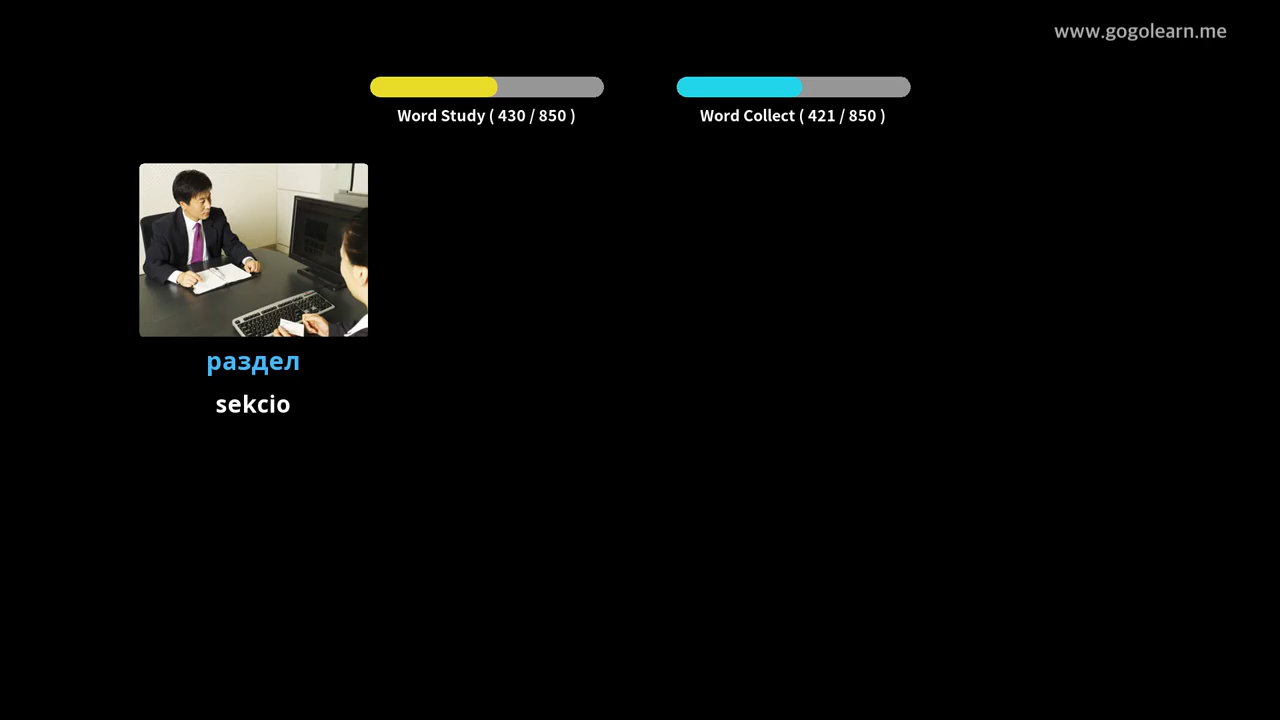 www.gogolearn.me
Word Study ( 430 / 850 )
Word Collect ( 421 / 850 )
раздел
sekcio